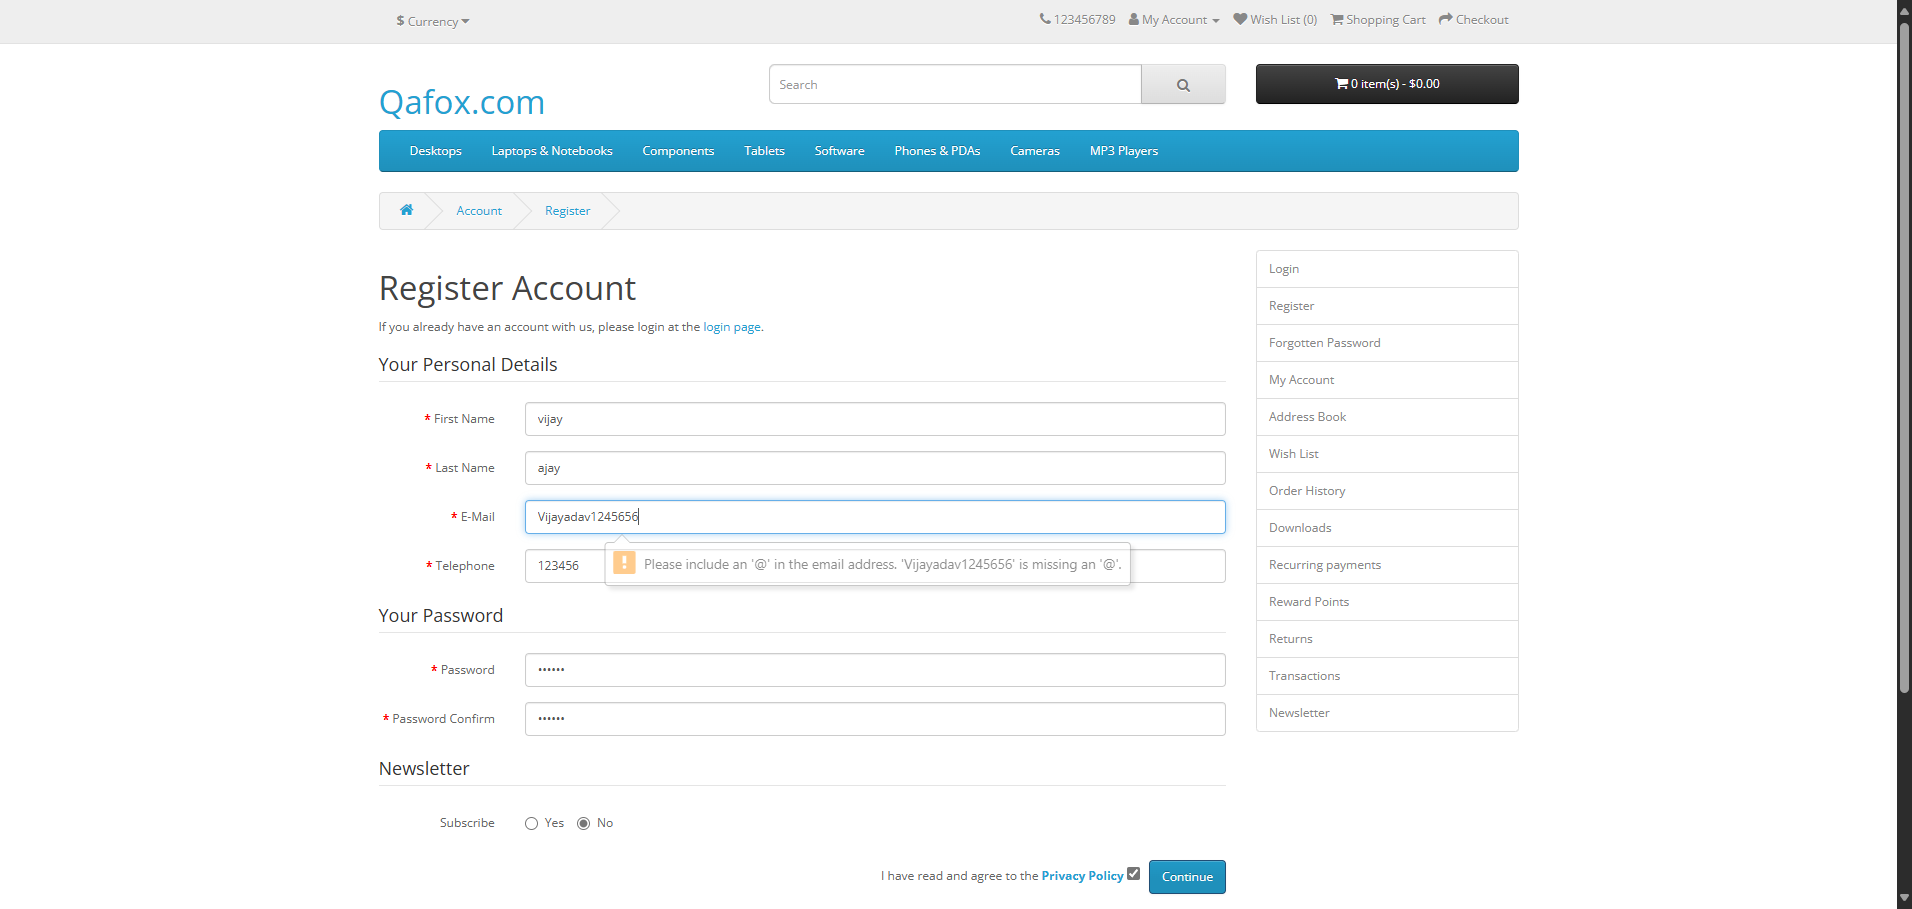 $ Currency
123456789 My Account Wish List (0) Shopping Cart Checkout
Qafox.com
Search
0 item(s) - $0.00
Desktops Laptops & Notebooks Components Tablets Software Phones & PDAs Cameras MP3 Players
Account Register
Register Account
If you already have an account with us, please login at the login page.
Your Personal Details
* First Name vijay
* Last Name ajay
* E-Mail Vijayadav1245656
* Telephone 123456
Please include an '@' in the email address. 'Vijayadav1245656' is missing an '@'.
Your Password
* Password ••••••
* Password Confirm ••••••
Newsletter
Subscribe Yes No
I have read and agree to the Privacy Policy Continue
Login
Register
Forgotten Password
My Account
Address Book
Wish List
Order History
Downloads
Recurring payments
Reward Points
Returns
Transactions
Newsletter